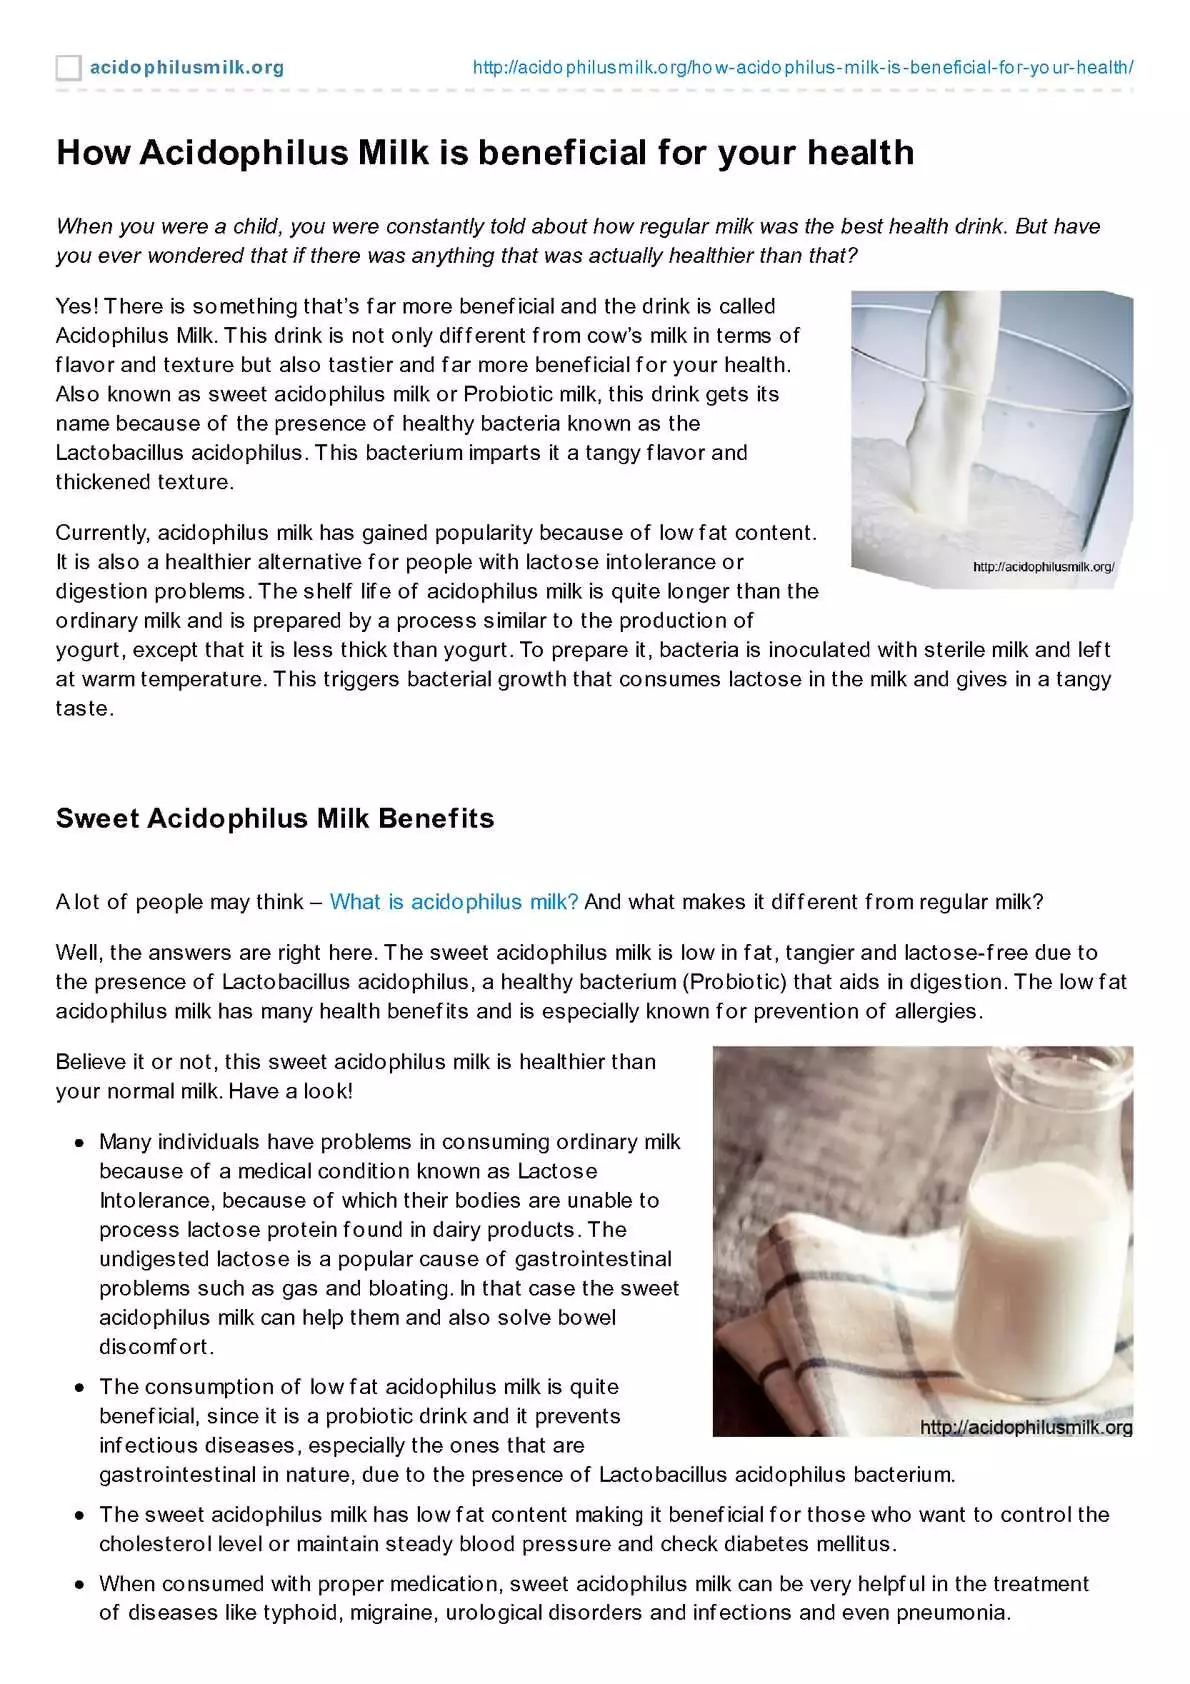 acidophilusmilk.org
http://acidophilusmilk.org/how-acidophilus-milk-is-beneficial-for-your-health/
How Acidophilus Milk is beneficial for your health
When you were a child, you were constantly told about how regular milk was the best health drink. But have
you ever wondered that if there was anything that was actually healthier than that?
Yes! There is something that’s far more beneficial and the drink is called
Acidophilus Milk. This drink is not only different from cow’s milk in terms of
flavor and texture but also tastier and far more beneficial for your health.
Also known as sweet acidophilus milk or Probiotic milk, this drink gets its
name because of the presence of healthy bacteria known as the
Lactobacillus acidophilus. This bacterium imparts it a tangy flavor and
thickened texture.
http://acidophilusmilk.org/
Currently, acidophilus milk has gained popularity because of low fat content.
It is also a healthier alternative for people with lactose intolerance or
digestion problems. The shelf life of acidophilus milk is quite longer than the
ordinary milk and is prepared by a process similar to the production of
yogurt, except that it is less thick than yogurt. To prepare it, bacteria is inoculated with sterile milk and left
at warm temperature. This triggers bacterial growth that consumes lactose in the milk and gives in a tangy
taste.
Sweet Acidophilus Milk Benefits
A lot of people may think – What is acidophilus milk? And what makes it different from regular milk?
Well, the answers are right here. The sweet acidophilus milk is low in fat, tangier and lactose-free due to
the presence of Lactobacillus acidophilus, a healthy bacterium (Probiotic) that aids in digestion. The low fat
acidophilus milk has many health benefits and is especially known for prevention of allergies.
Believe it or not, this sweet acidophilus milk is healthier than
your normal milk. Have a look!
● Many individuals have problems in consuming ordinary milk
because of a medical condition known as Lactose
Intolerance, because of which their bodies are unable to
process lactose protein found in dairy products. The
undigested lactose is a popular cause of gastrointestinal
problems such as gas and bloating. In that case the sweet
acidophilus milk can help them and also solve bowel
discomfort.
● The consumption of low fat acidophilus milk is quite
beneficial, since it is a probiotic drink and it prevents
infectious diseases, especially the ones that are
gastrointestinal in nature, due to the presence of Lactobacillus acidophilus bacterium.
http://acidophilusmilk.org
● The sweet acidophilus milk has low fat content making it beneficial for those who want to control the
cholesterol level or maintain steady blood pressure and check diabetes mellitus.
● When consumed with proper medication, sweet acidophilus milk can be very helpful in the treatment
of diseases like typhoid, migraine, urological disorders and infections and even pneumonia.